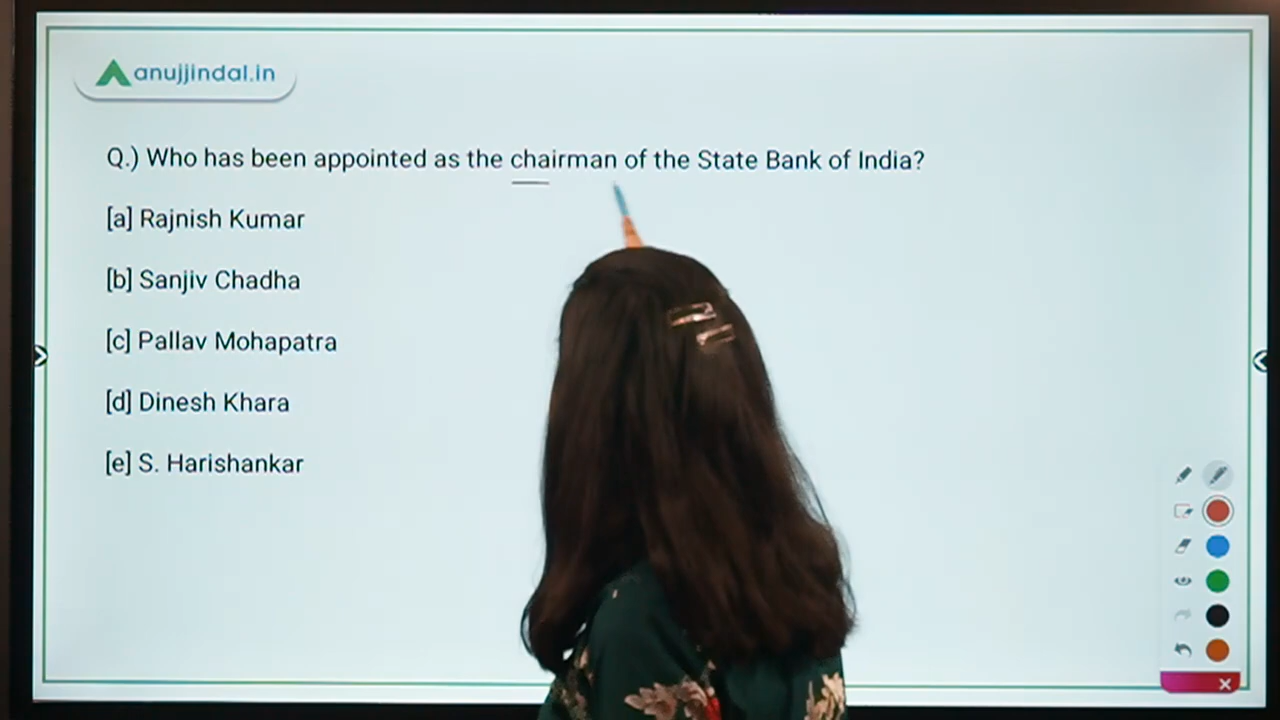 anujjindal.in
Q.) Who has been appointed as the chairman of the State Bank of India?
[a] Rajnish Kumar
[b] Sanjiv Chadha
[c] Pallav Mohapatra
[d] Dinesh Khara
[e] S. Harishankar